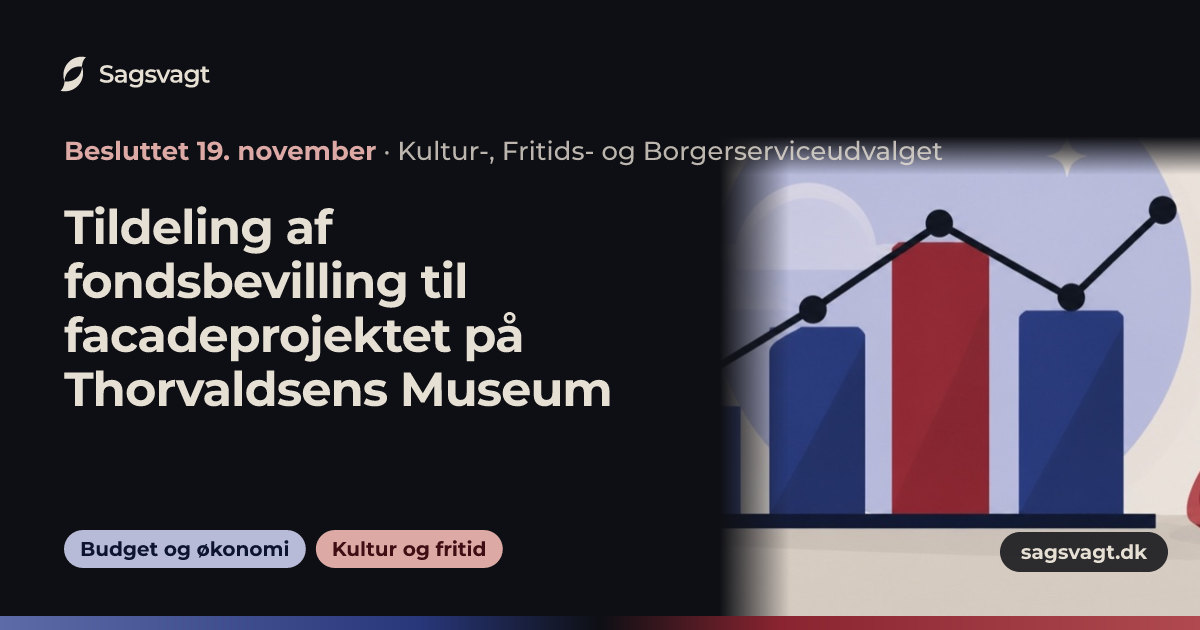 Sagsvagt
Besluttet 19. november · Kultur-, Fritids- og Borgerserviceudvalget
Tildeling af
fondsbevilling til
facadeprojektet på
Thorvaldsens Museum
Budget og økonomi
Kultur og fritid
sagsvagt.dk